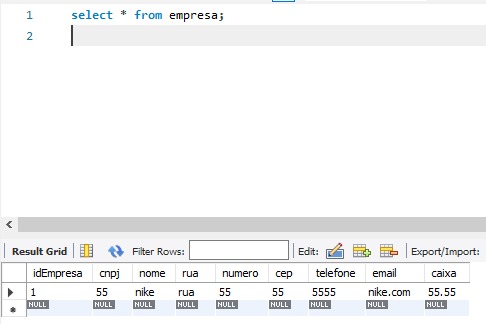 1 select * from empresa;
2
Result Grid Filter Rows: Edit: Export/Import:
idEmpresa cnpj nome rua numero cep telefone email caixa
1 55 nike rua 55 55 5555 nike.com 55.55
NULL NULL NULL NULL NULL NULL NULL NULL NULL